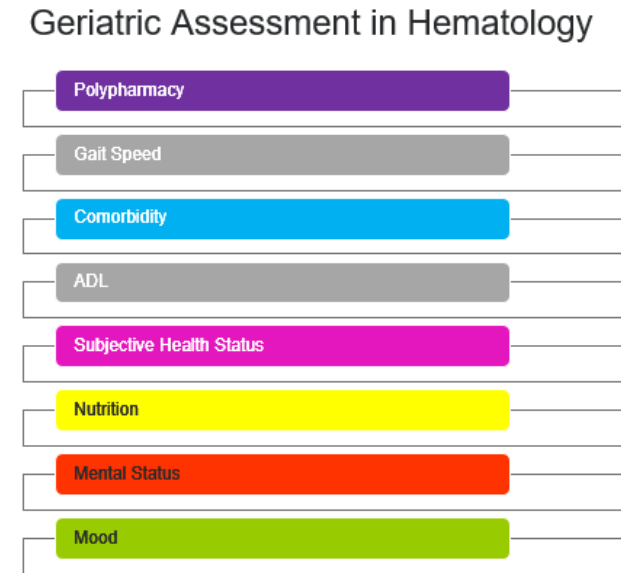 Geriatric Assessment in Hematology
Polypharmacy
Gait Speed
Comorbidity
ADL
Subjective Health Status
Nutrition
Mental Status
Mood